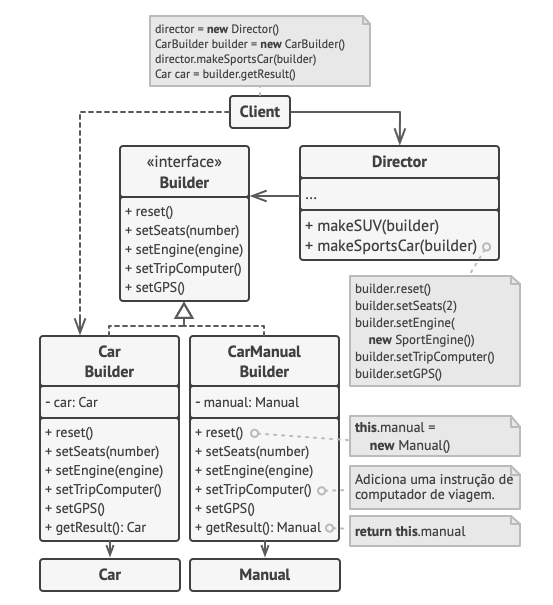 director = new Director()
CarBuilder builder = new CarBuilder()
director.makeSportsCar(builder)
Car car = builder.getResult()
Client
«interface»
Builder
+ reset()
+ setSeats(number)
+ setEngine(engine)
+ setTripComputer()
+ setGPS()
Director
...
+ makeSUV(builder)
+ makeSportsCar(builder)
builder.reset()
builder.setSeats(2)
builder.setEngine(
new SportEngine())
builder.setTripComputer()
builder.setGPS()
Car
Builder
- car: Car
+ reset()
+ setSeats(number)
+ setEngine(engine)
+ setTripComputer()
+ setGPS()
+ getResult(): Car
CarManual
Builder
- manual: Manual
+ reset()
+ setSeats(number)
+ setEngine(engine)
+ setTripComputer()
+ setGPS()
+ getResult(): Manual
this.manual =
new Manual()
Adiciona uma instrução de
computador de viagem.
return this.manual
Car
Manual